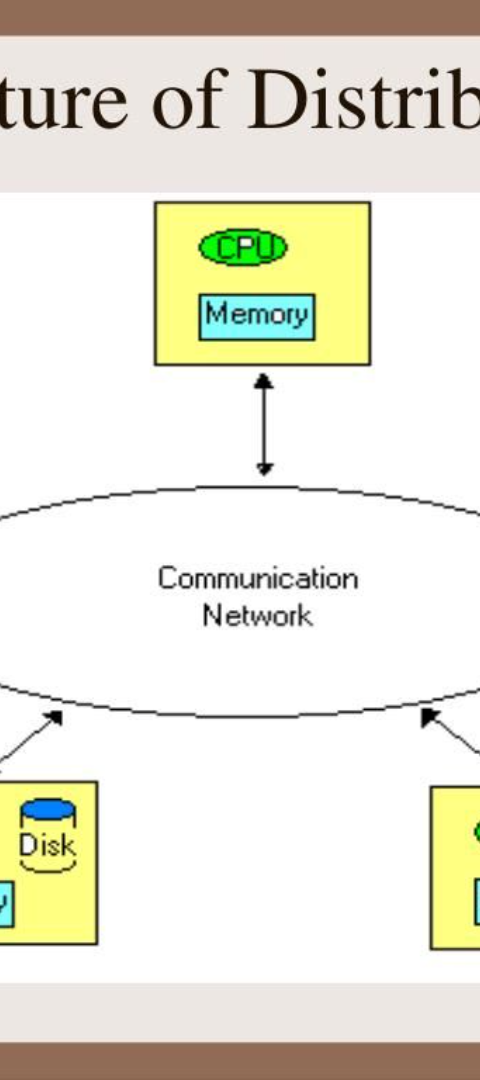 ture of Distrib
CPU
Memory
Communication
Network
Disk
y